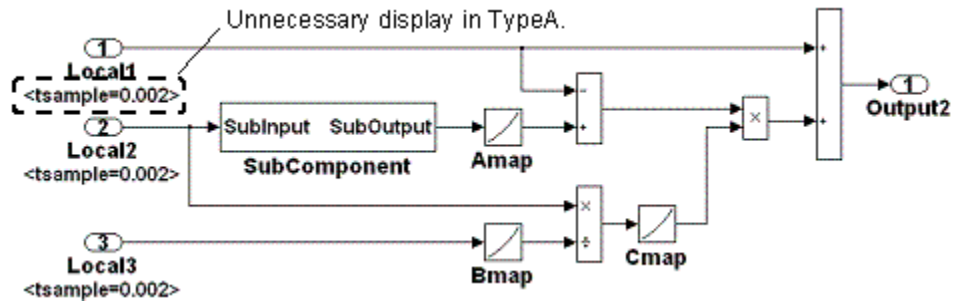 Unnecessary display in TypeA.
1
Local1
<tsample=0.002>
2
Local2
<tsample=0.002>
SubInput SubOutput
SubComponent
Amap
-
+
×
+
+
1
Output2
×
÷
Cmap
3
Local3
<tsample=0.002>
Bmap